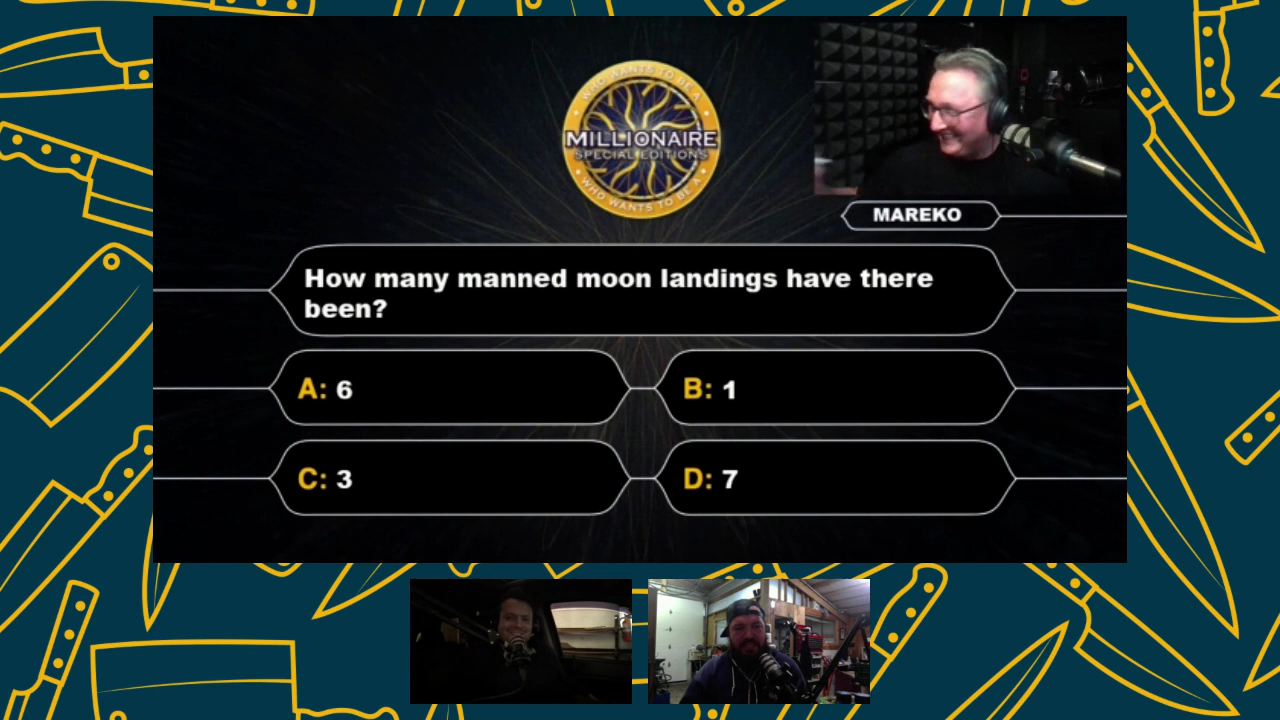 WHO WANTS TO BE A
MILLIONAIRE
SPECIAL EDITIONS
WHO WANTS TO BE A
MAREKO
How many manned moon landings have there
been?
A: 6
B: 1
C: 3
D: 7